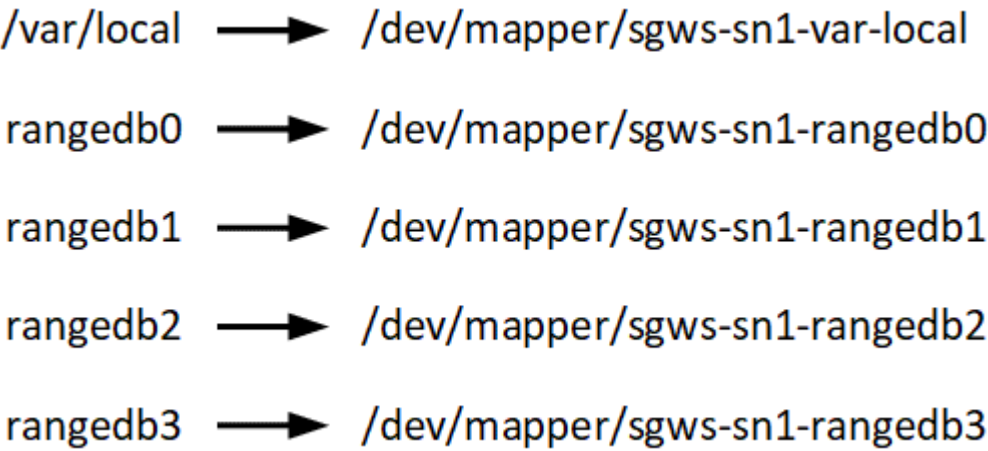 /var/local /dev/mapper/sgws-sn1-var-local
rangedb0 /dev/mapper/sgws-sn1-rangedb0
rangedb1 /dev/mapper/sgws-sn1-rangedb1
rangedb2 /dev/mapper/sgws-sn1-rangedb2
rangedb3 /dev/mapper/sgws-sn1-rangedb3